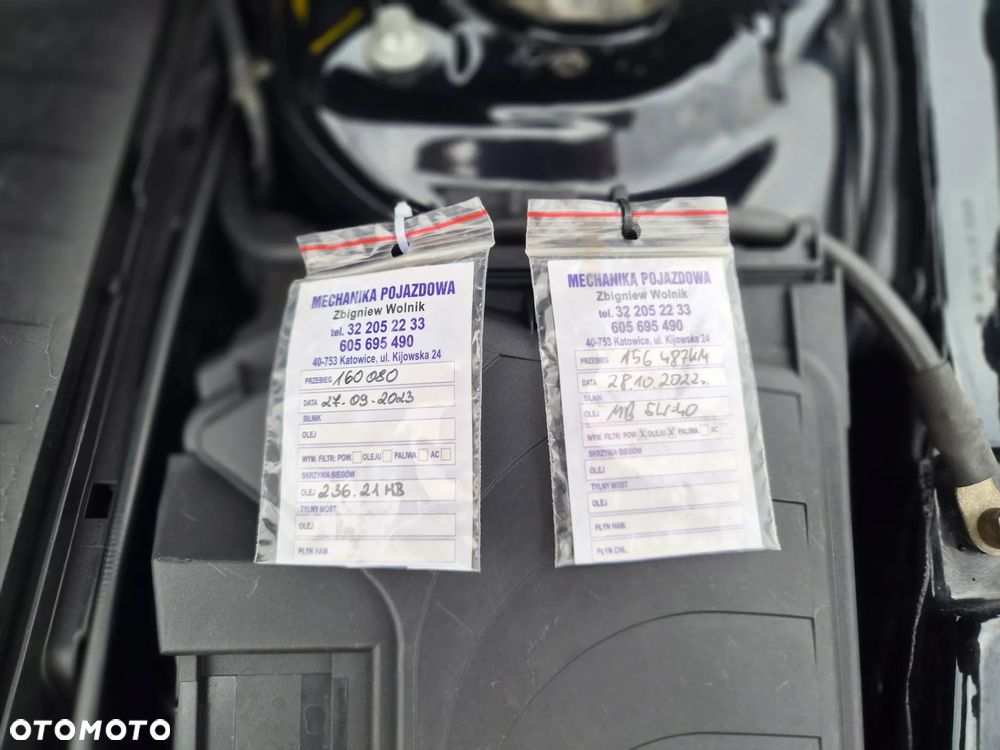 MECHANIKA POJAZDOWA
Zbigniew Wolnik
tel. 32 205 22 33
605 695 490
40-753 Katowice, ul. Kijowska 24
PRZEBIEG 160 080
DATA 27-09-2023
SILNIK
OLEJ
WYM. FILTR: POW. OLEJU PALIWA AC
SKRZYNIA BIEGÓW
OLEJ 236.21 MB
TYLNY MOST
OLEJ
PŁYN HAM.
MECHANIKA POJAZDOWA
Zbigniew Wolnik
tel. 32 205 22 33
605 695 490
40-753 Katowice, ul. Kijowska 24
PRZEBIEG 156 487KM
DATA 28.10.2022r.
SILNIK
OLEJ MB 5W-40
WYM. FILTR: POW. X OLEJU X PALIWA AC
SKRZYNIA BIEGÓW
OLEJ
TYLNY MOST
OLEJ
PŁYN HAM.
PŁYN CHŁ.
OTOMOTO